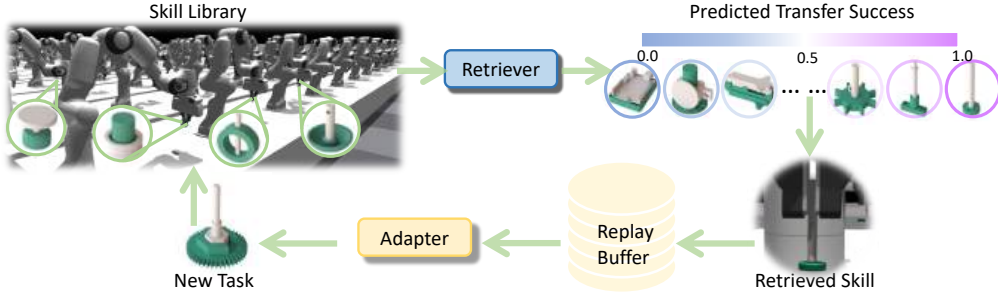 Skill Library
Predicted Transfer Success
0.0
0.5
1.0
Retriever
... ...
Replay
Buffer
Adapter
New Task
Retrieved Skill